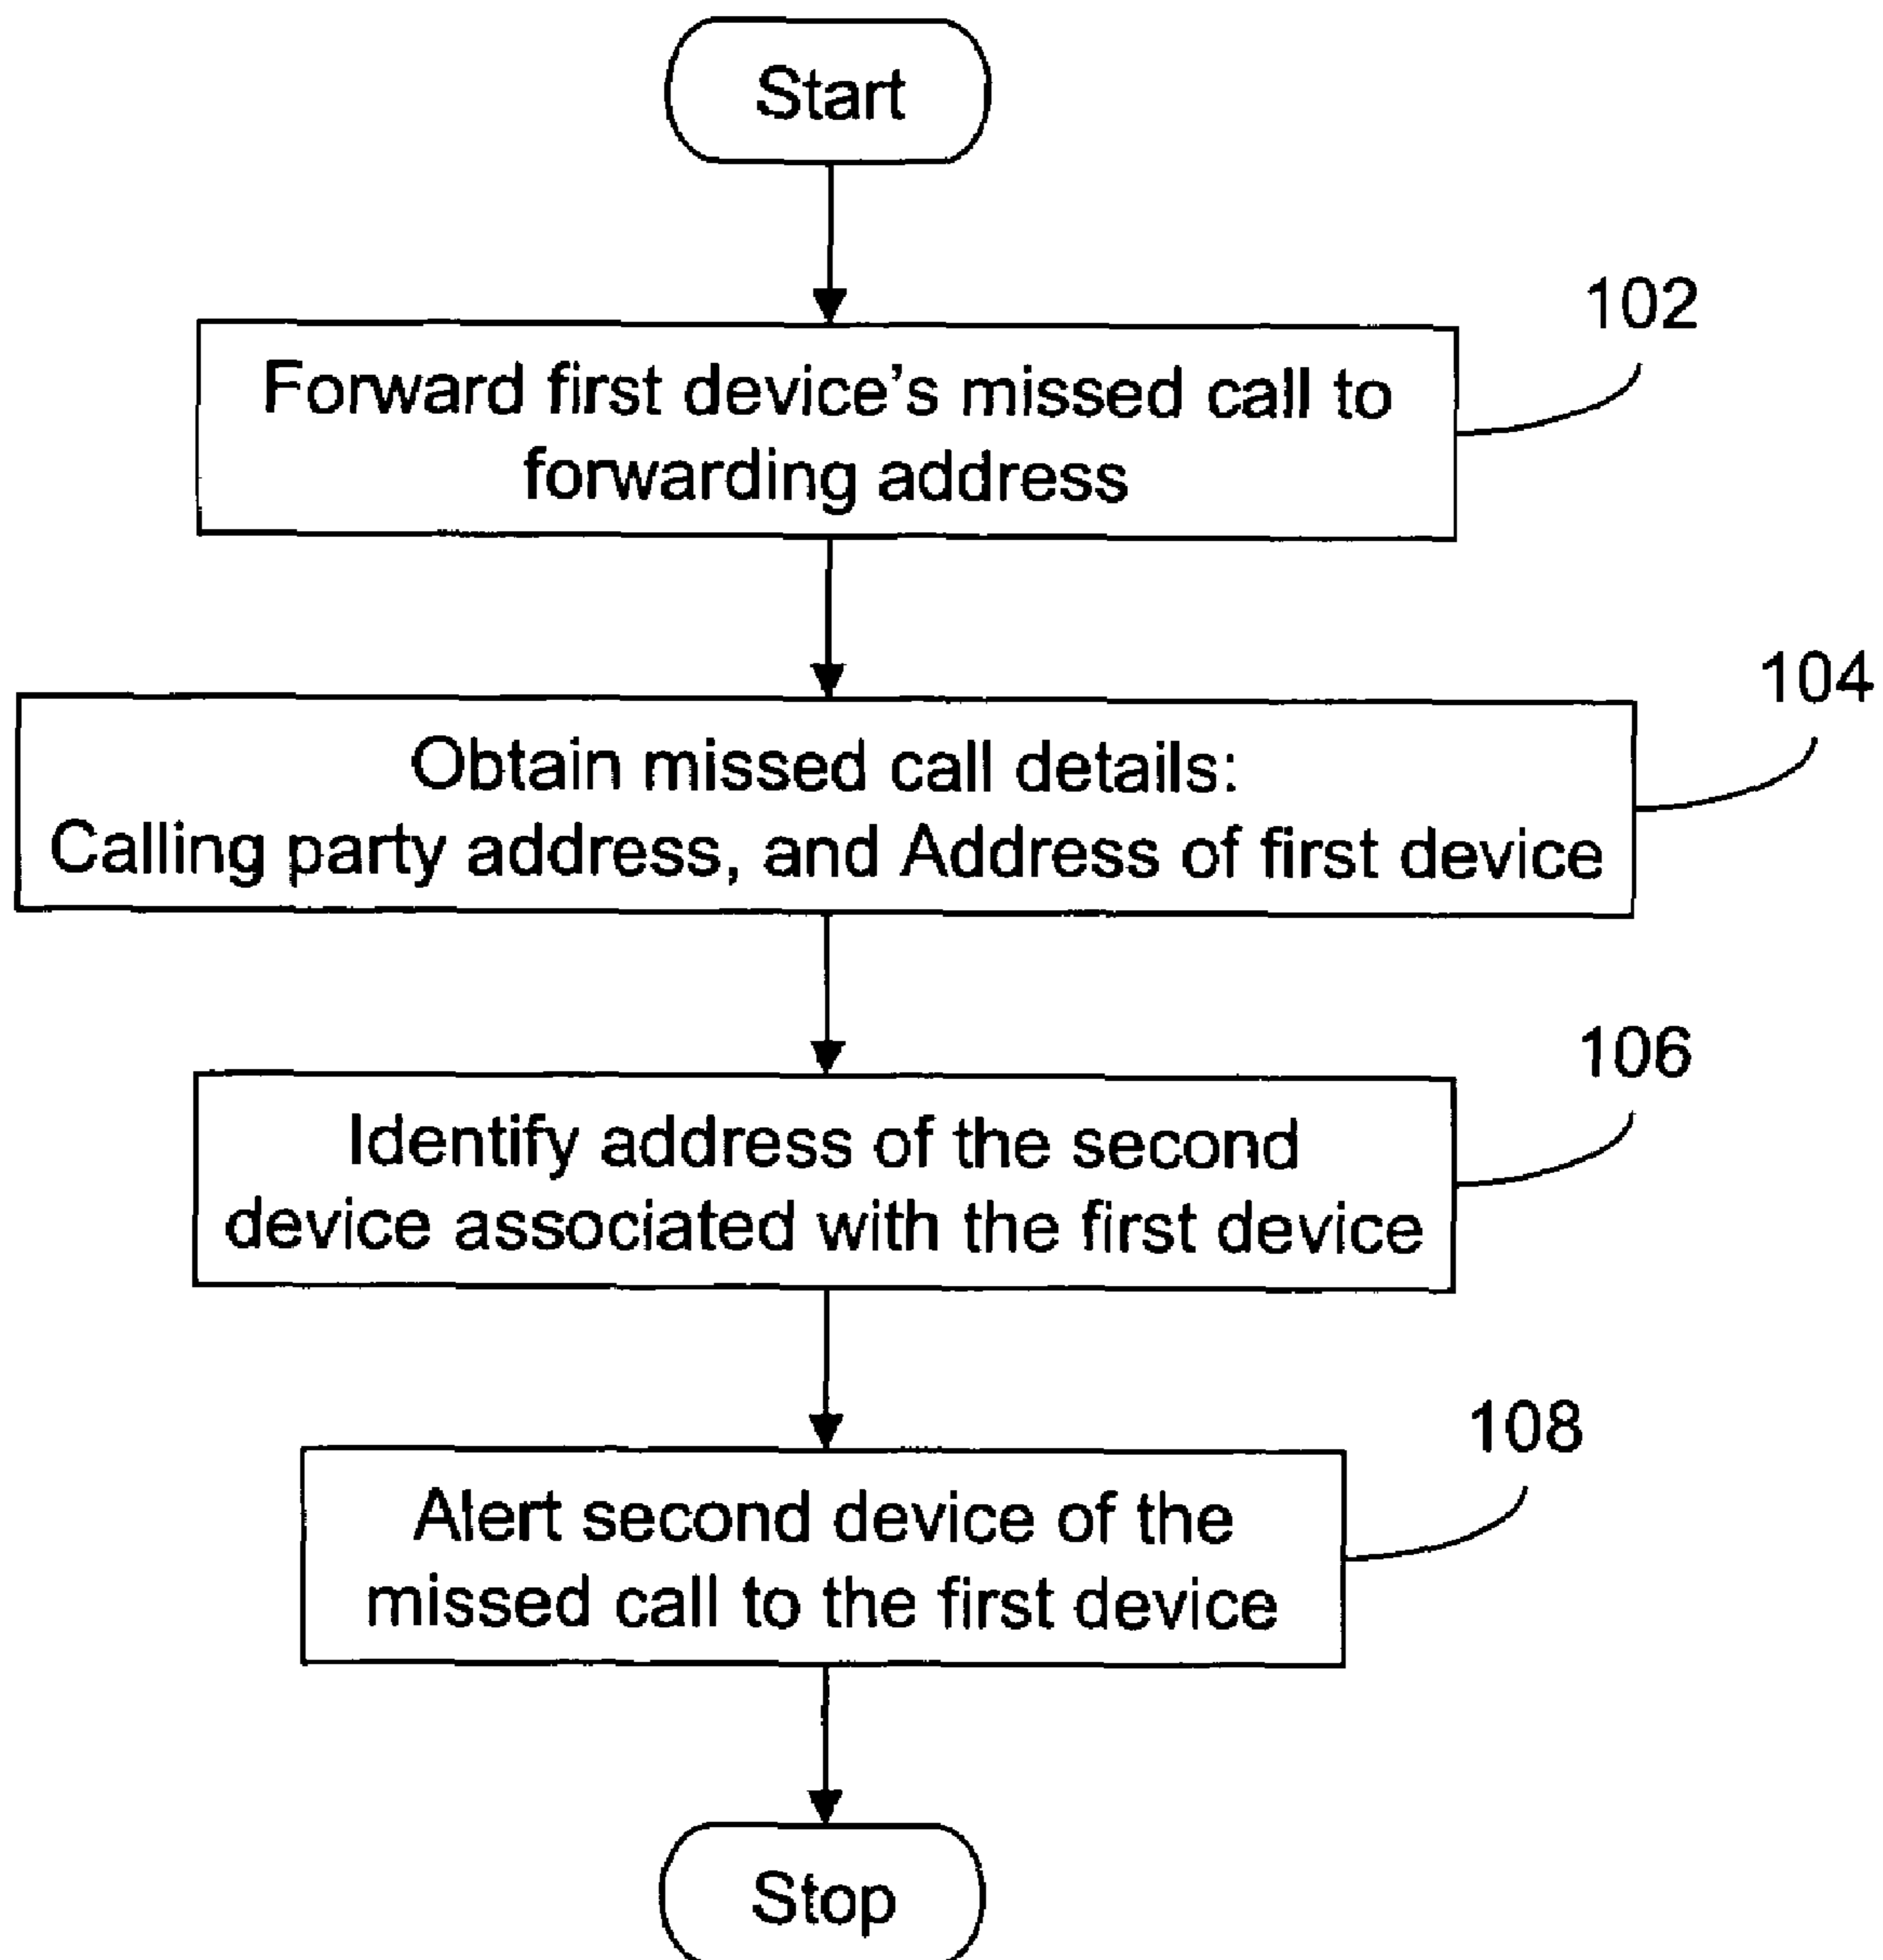 Start
102
Forward first device’s missed call to
forwarding address
104
Obtain missed call details:
Calling party address, and Address of first device
106
Identify address of the second
device associated with the first device
108
Alert second device of the
missed call to the first device
Stop